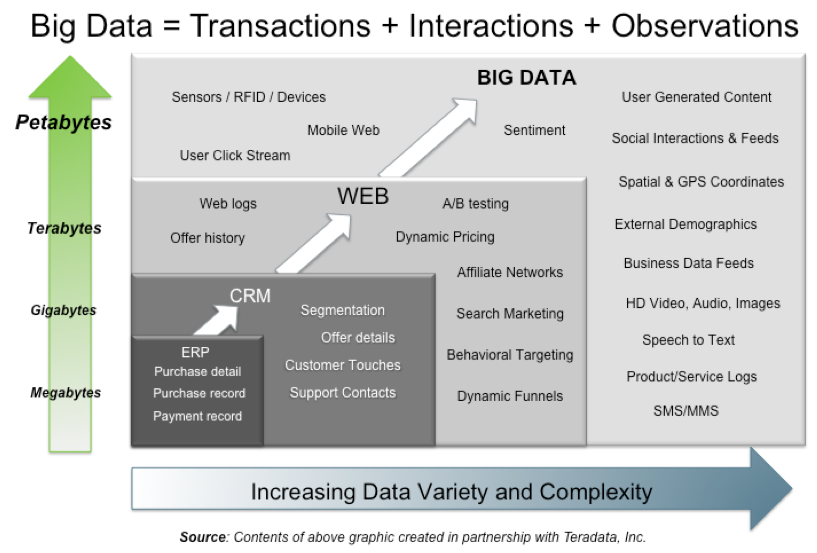 Big Data = Transactions + Interactions + Observations
Petabytes
Terabytes
Gigabytes
Megabytes
BIG DATA
Sensors / RFID / Devices
Mobile Web
Sentiment
User Click Stream
User Generated Content
Social Interactions & Feeds
Spatial & GPS Coordinates
External Demographics
Business Data Feeds
HD Video, Audio, Images
Speech to Text
Product/Service Logs
SMS/MMS
WEB
Web logs
A/B testing
Offer history
Dynamic Pricing
Affiliate Networks
Search Marketing
Behavioral Targeting
Dynamic Funnels
CRM
Segmentation
Offer details
Customer Touches
Support Contacts
ERP
Purchase detail
Purchase record
Payment record
Increasing Data Variety and Complexity
Source: Contents of above graphic created in partnership with Teradata, Inc.